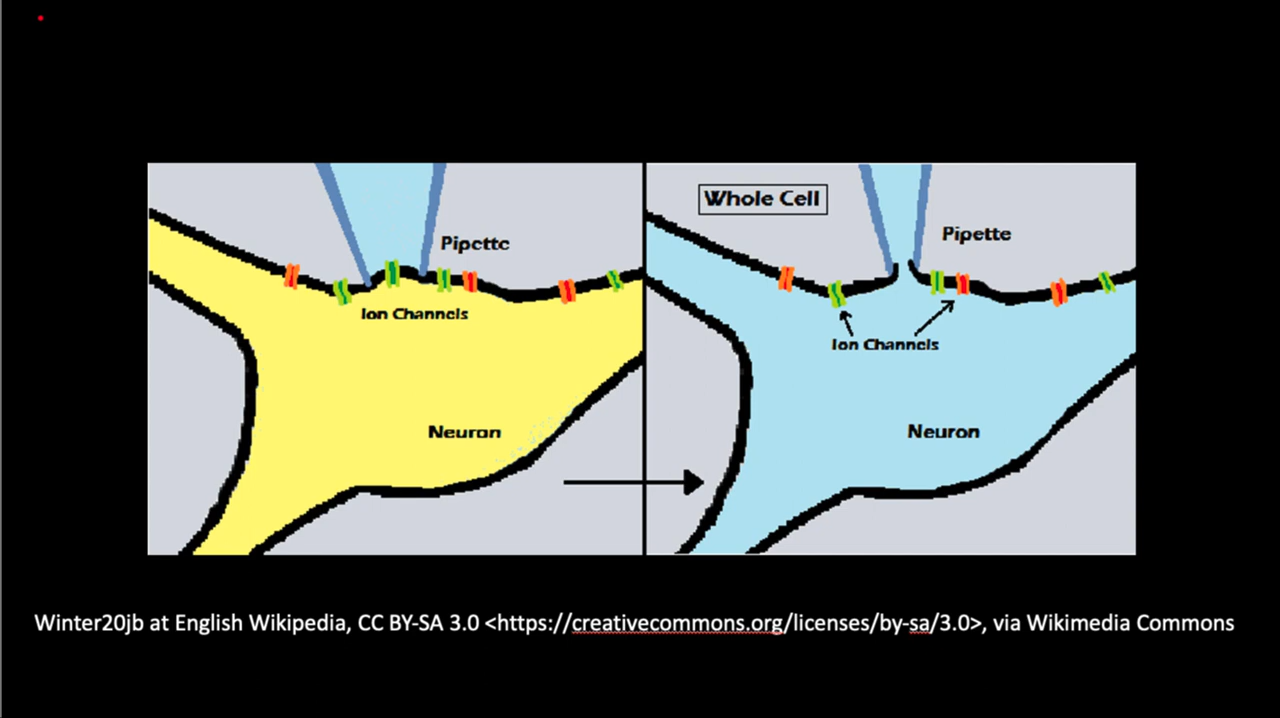 Pipette
Ion Channels
Neuron
Whole Cell
Pipette
Ion Channels
Neuron
Winter20jb at English Wikipedia, CC BY-SA 3.0 <https://creativecommons.org/licenses/by-sa/3.0>, via Wikimedia Commons